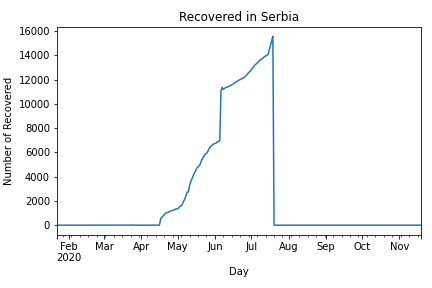 Recovered in Serbia
16000
14000
12000
10000
8000
6000
4000
2000
0
Number of Recovered
Feb Mar Apr May Jun Jul Aug Sep Oct Nov
2020
Day